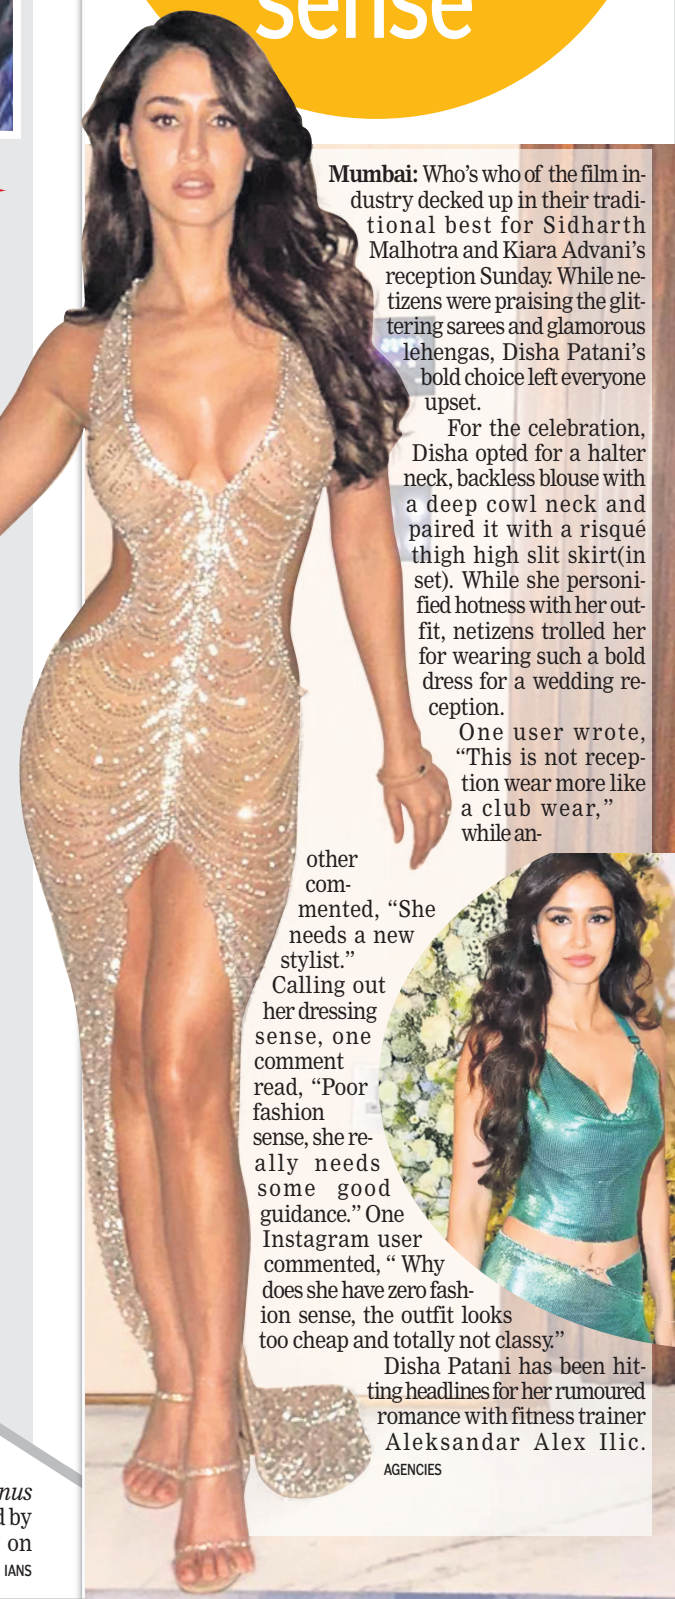 sense
Mumbai: Who's who of the film in-
dustry decked up in their tradi-
tional best for Sidharth
Malhotra and Kiara Advani's
reception Sunday. While ne-
tizens were praising the glit-
tering sarees and glamorous
lehengas, Disha Patani's
bold choice left everyone
upset.
For the celebration,
Disha opted for a halter
neck, backless blouse with
a deep cowl neck and
paired it with a risqué
thigh high slit skirt(in
set). While she personi-
fied hotness with her out-
fit, netizens trolled her
for wearing such a bold
dress for a wedding re-
ception.
One user wrote,
“This is not recep-
tion wear more like
a club wear,”
while an-
other
com-
mented, “She
needs a new
stylist.”
Calling out
her dressing
sense, one
comment
read, “Poor
fashion
sense, she re-
ally needs
some good
guidance.” One
Instagram user
commented, “ Why
does she have zero fash-
ion sense, the outfit looks
too cheap and totally not classy.”
Disha Patani has been hit-
ting headlines for her rumoured
romance with fitness trainer
Aleksandar Alex Ilic.
AGENCIES
nus
d by
on
IANS